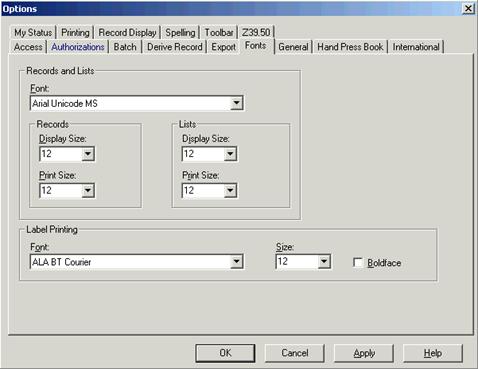 Options
My Status Printing Record Display Spelling Toolbar Z39.50
Access Authorizations Batch Derive Record Export Fonts General Hand Press Book International
Records and Lists
Font:
Arial Unicode MS
Records Lists
Display Size: Display Size:
12 12
Print Size: Print Size:
12 12
Label Printing
Font: Size:
ALA BT Courier 12 Boldface
OK Cancel Apply Help